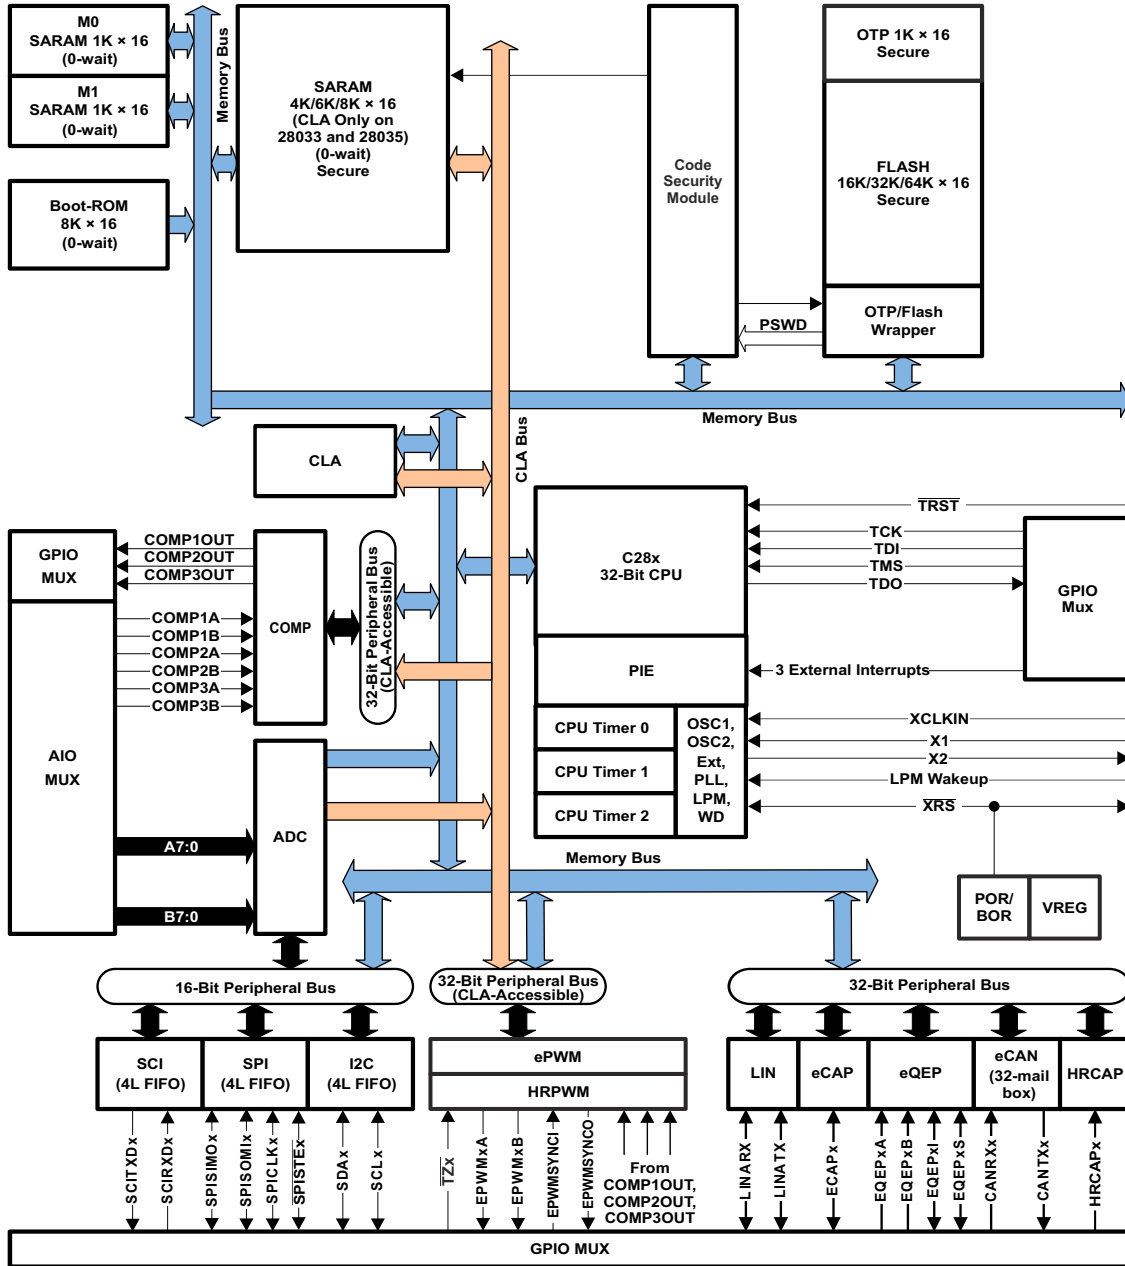 M0
SARAM 1K × 16
(0-wait)
M1
SARAM 1K × 16
(0-wait)
Boot-ROM
8K × 16
(0-wait)
Memory Bus
SARAM
4K/6K/8K × 16
(CLA Only on
28033 and 28035)
(0-wait)
Secure
Code
Security
Module
OTP 1K × 16
Secure
FLASH
16K/32K/64K × 16
Secure
OTP/Flash
Wrapper
PSWD
Memory Bus
CLA Bus
CLA
GPIO
MUX
COMP1OUT
COMP2OUT
COMP3OUT
COMP1A
COMP1B
COMP2A
COMP2B
COMP3A
COMP3B
COMP
32-Bit Peripheral Bus
(CLA-Accessible)
AIO
MUX
A7:0
B7:0
ADC
C28x
32-Bit CPU
PIE
CPU Timer 0
CPU Timer 1
CPU Timer 2
OSC1,
OSC2,
Ext,
PLL,
LPM,
WD
TRST
TCK
TDI
TMS
TDO
GPIO
Mux
3 External Interrupts
XCLKIN
X1
X2
LPM Wakeup
XRS
POR/
BOR
VREG
Memory Bus
16-Bit Peripheral Bus
32-Bit Peripheral Bus
(CLA-Accessible)
32-Bit Peripheral Bus
SCI
(4L FIFO)
SPI
(4L FIFO)
I2C
(4L FIFO)
ePWM
HRPWM
LIN
eCAP
eQEP
eCAN
(32-mail
box)
HRCAP
SCITXDx
SCIRXDx
SPISIMOx
SPISOMIx
SPICLKx
SPISTEx
SDAx
SCLx
TZx
EPWMxA
EPWMxB
EPWMSYNCI
EPWMSYNCO
From
COMP1OUT,
COMP2OUT,
COMP3OUT
LINARX
LINATX
ECAPx
EQEPxA
EQEPxB
EQEPxI
EQEPxS
CANRXx
CANTXx
HRCAPx
GPIO MUX